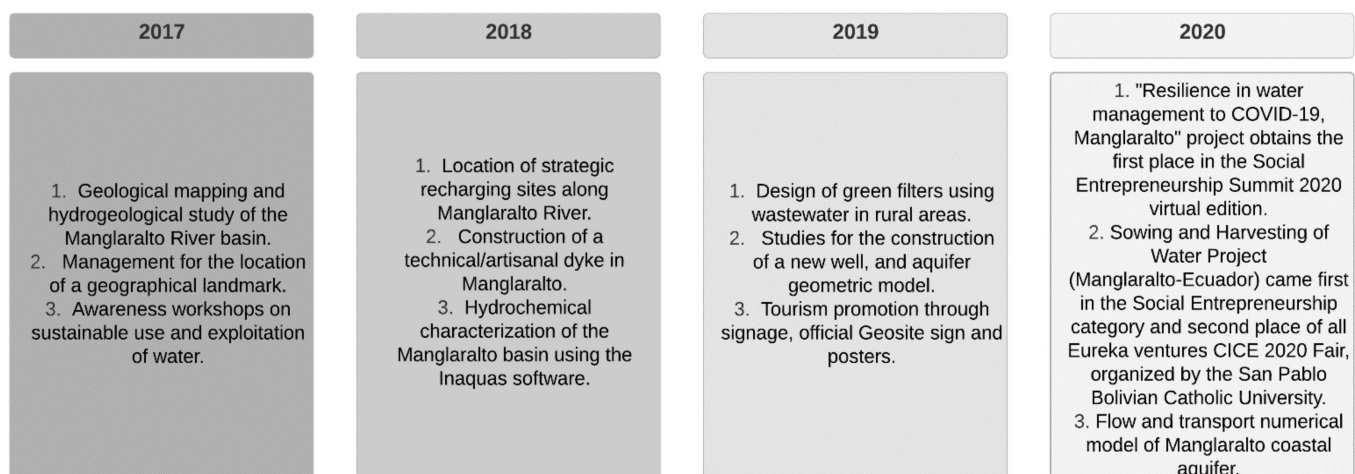 2017
1. Geological mapping and
hydrogeological study of the
Manglaralto River basin.
2. Management for the location
of a geographical landmark.
3. Awareness workshops on
sustainable use and exploitation
of water.
2018
1. Location of strategic
recharging sites along
Manglaralto River.
2. Construction of a
technical/artisanal dyke in
Manglaralto.
3. Hydrochemical
characterization of the
Manglaralto basin using the
Inaquas software.
2019
1. Design of green filters using
wastewater in rural areas.
2. Studies for the construction
of a new well, and aquifer
geometric model.
3. Tourism promotion through
signage, official Geosite sign and
posters.
2020
1. "Resilience in water
management to COVID-19,
Manglaralto" project obtains the
first place in the Social
Entrepreneurship Summit 2020
virtual edition.
2. Sowing and Harvesting of
Water Project
(Manglaralto-Ecuador) came first
in the Social Entrepreneurship
category and second place of all
Eureka ventures CICE 2020 Fair,
organized by the San Pablo
Bolivian Catholic University.
3. Flow and transport numerical
model of Manglaralto coastal
aquifer.